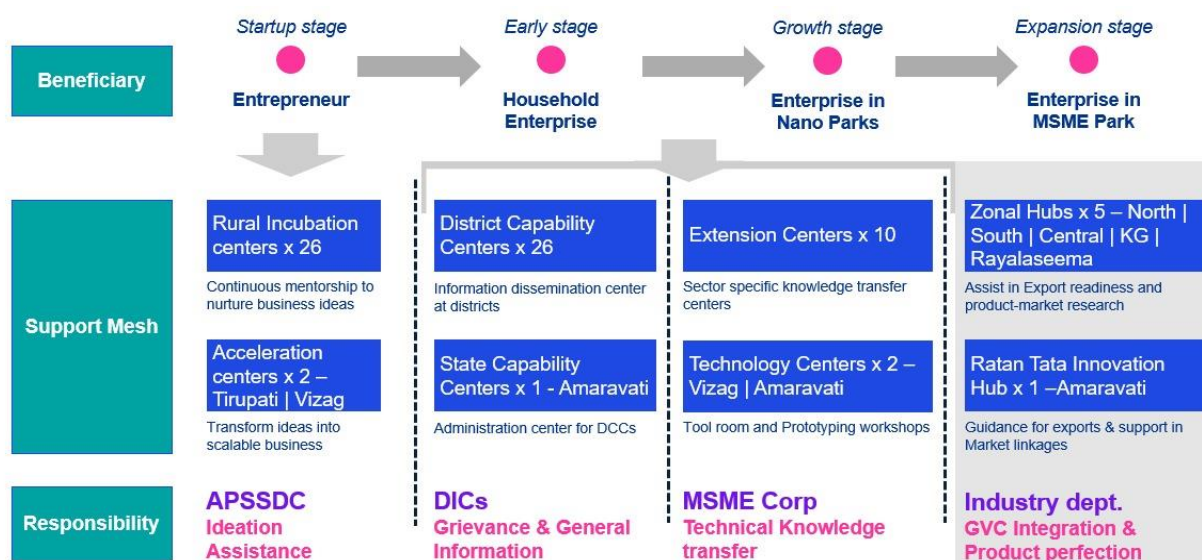 Startup stage
Early stage
Growth stage
Expansion stage
Beneficiary
Entrepreneur
Household
Enterprise
Enterprise in
Nano Parks
Enterprise in
MSME Park
Support Mesh
Rural Incubation
centers x 26
Continuous mentorship to
nurture business ideas
Acceleration
centers x 2 –
Tirupati | Vizag
Transform ideas into
scalable business
District Capability
Centers x 26
Information dissemination center
at districts
State Capability
Centers x 1 - Amaravati
Administration center for DCCs
Extension Centers x 10
Sector specific knowledge transfer
centers
Technology Centers x 2 –
Vizag | Amaravati
Tool room and Prototyping workshops
Zonal Hubs x 5 – North |
South | Central | KG |
Rayalaseema
Assist in Export readiness and
product-market research
Ratan Tata Innovation
Hub x 1 –Amaravati
Guidance for exports & support in
Market linkages
Responsibility
APSSDC
Ideation
Assistance
DICs
Grievance & General
Information
MSME Corp
Technical Knowledge
transfer
Industry dept.
GVC Integration &
Product perfection